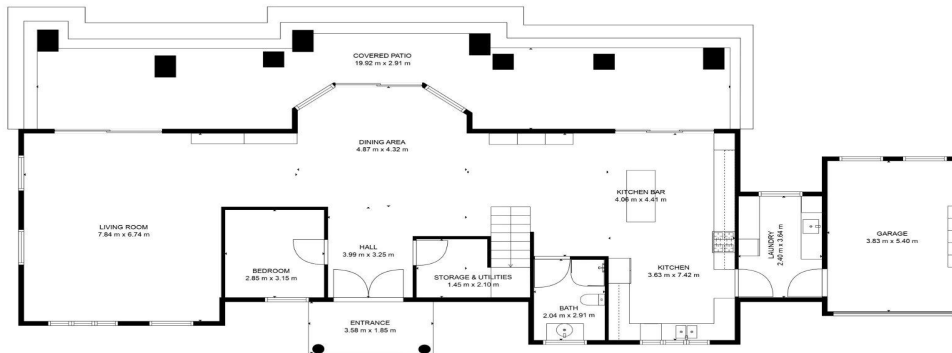 COVERED PATIO
19.92 m x 2.91 m
DINING AREA
4.87 m x 4.32 m
KITCHEN BAR
4.06 m x 4.41 m
LIVING ROOM
7.84 m x 6.74 m
HALL
3.99 m x 3.25 m
BEDROOM
2.85 m x 3.15 m
STORAGE & UTILITIES
1.45 m x 2.10 m
KITCHEN
3.63 m x 7.42 m
LAUNDRY
2.40 m x 3.64 m
GARAGE
3.83 m x 5.40 m
BATH
2.04 m x 2.91 m
ENTRANCE
3.58 m x 1.85 m